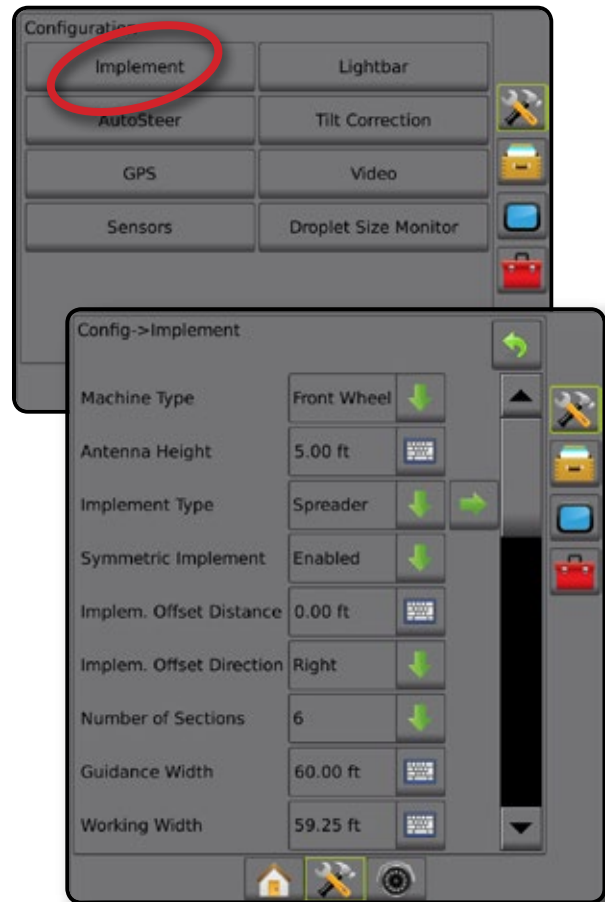 Configuration
Implement
Lightbar
AutoSteer
Tilt Correction
GPS
Video
Sensors
Droplet Size Monitor
Config->Implement
Machine Type Front Wheel
Antenna Height 5.00 ft
Implement Type Spreader
Symmetric Implement Enabled
Implem. Offset Distance 0.00 ft
Implem. Offset Direction Right
Number of Sections 6
Guidance Width 60.00 ft
Working Width 59.25 ft